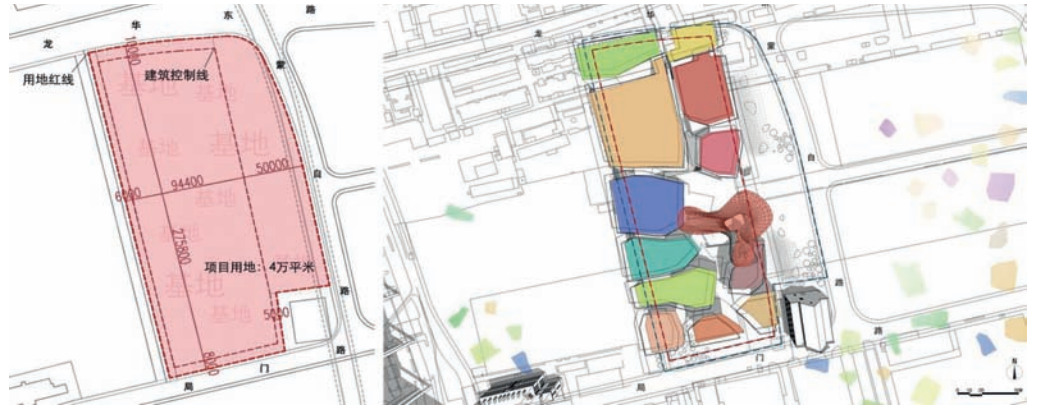 龙 华 东 路
10000
用地红线
建筑控制线
蒙
基地
基地
基地
基地
50000
94400
6000
自
基地
275800
基地
项目用地：4万平米
基地
5000
路
8000
局 门 路
龙 华
蒙
自
路
局 门 路
N